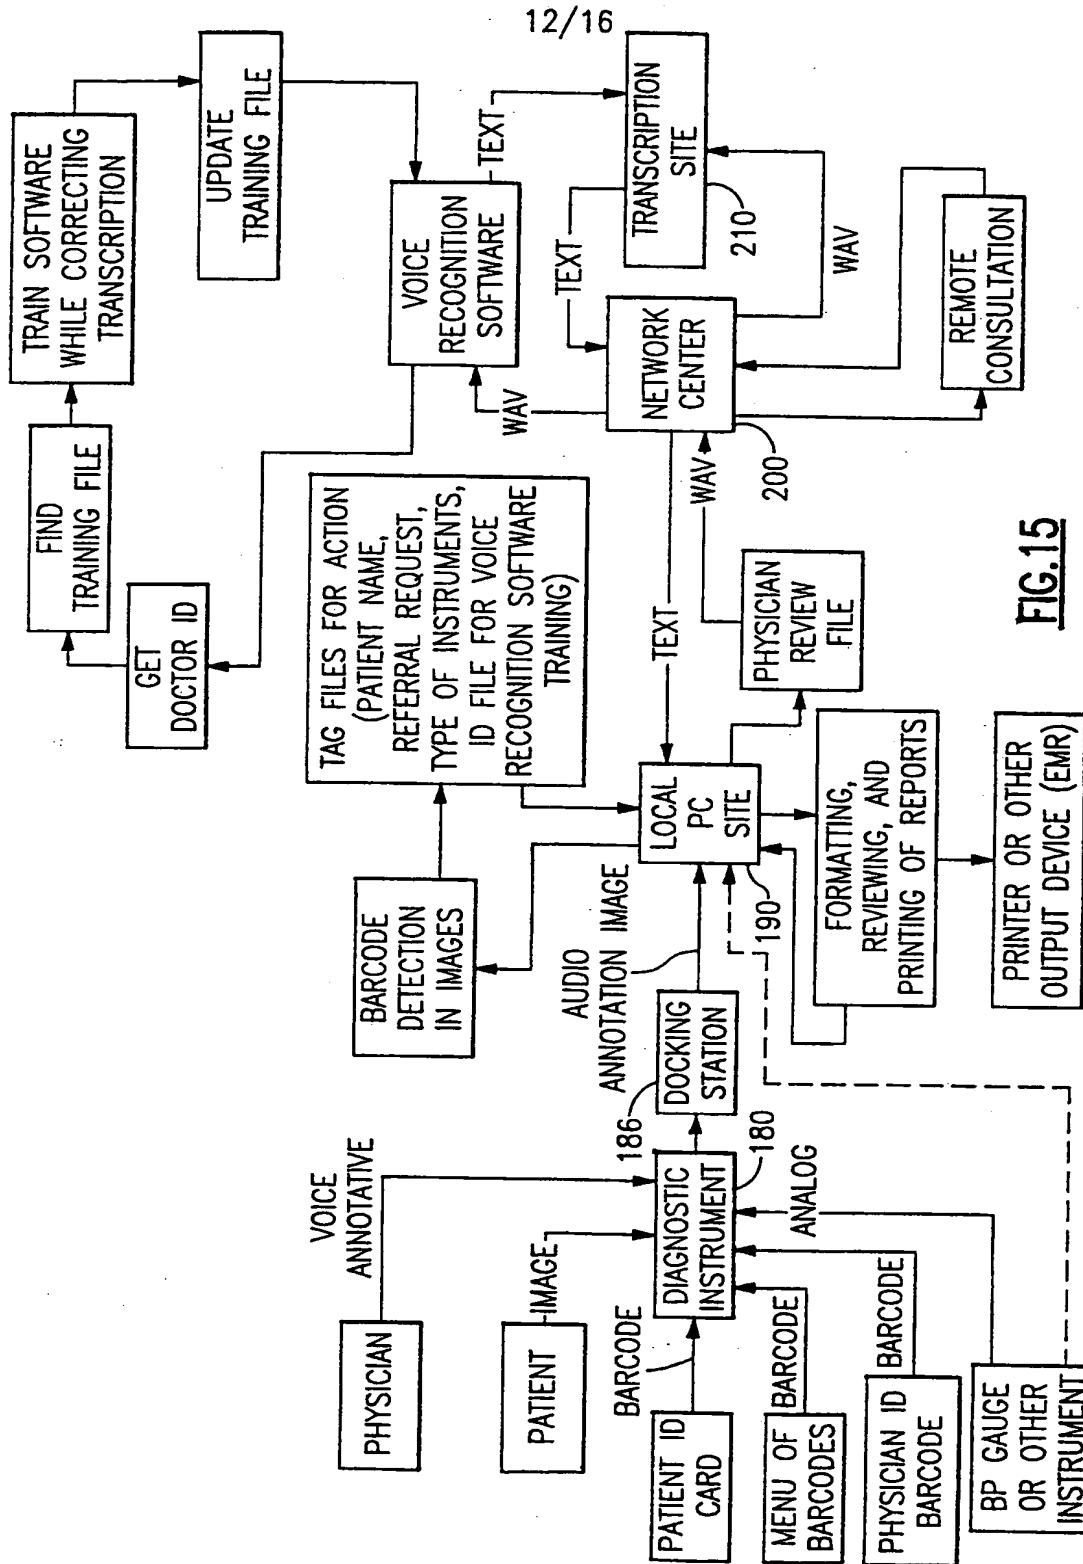 12/16
TRAIN SOFTWARE
WHILE CORRECTING
TRANSCRIPTION
UPDATE
TRAINING FILE
FIND
TRAINING FILE
GET
DOCTOR ID
VOICE
RECOGNITION
SOFTWARE
TEXT
TRANSCRIPTION
SITE
210
TEXT
WAV
NETWORK
CENTER
200
WAV
WAV
REMOTE
CONSULTATION
TAG FILES FOR ACTION
(PATIENT NAME,
REFERRAL REQUEST,
TYPE OF INSTRUMENTS,
ID FILE FOR VOICE
RECOGNITION SOFTWARE
TRAINING)
TEXT
PHYSICIAN
REVIEW
FILE
BARCODE
DETECTION
IN IMAGES
LOCAL
PC
SITE
190
AUDIO
ANNOTATION IMAGE
FORMATTING,
REVIEWING, AND
PRINTING OF REPORTS
PRINTER OR OTHER
OUTPUT DEVICE (EMR)
DOCKING
STATION
186
DIAGNOSTIC
INSTRUMENT
180
VOICE
ANNOTATIVE
PHYSICIAN
IMAGE
PATIENT
BARCODE
PATIENT ID
CARD
BARCODE
MENU OF
BARCODES
BARCODE
PHYSICIAN ID
BARCODE
ANALOG
BP GAUGE
OR OTHER
INSTRUMENT
FIG.15